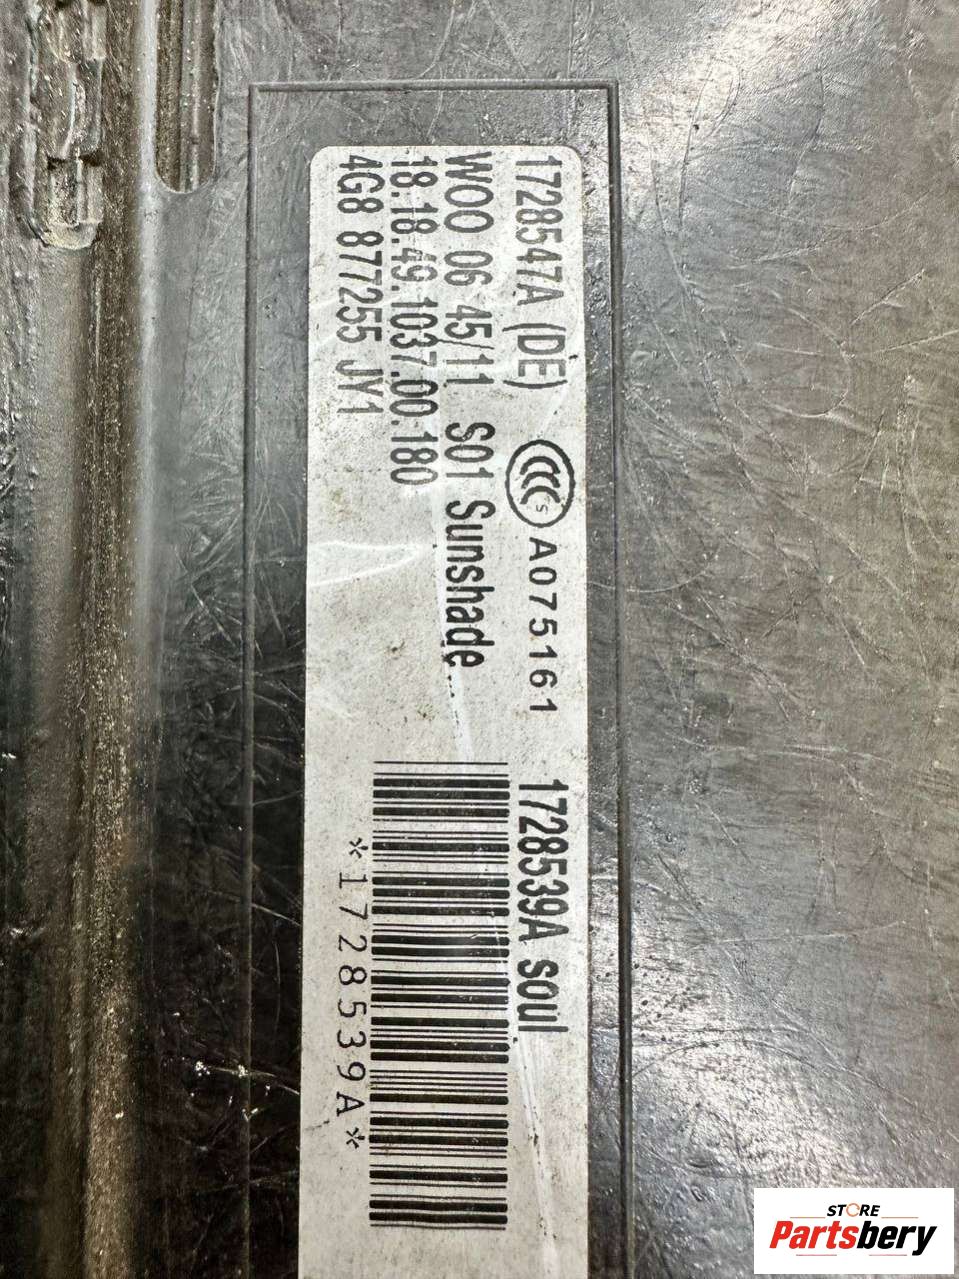 1728547A (DE)
CCC S A075161
1728539A Soul
W00 06 45/11 S01 Sunshade
18.18.49.1037.00.180
4G8 877255 JY1
*1728539A*
STORE
Partsbery